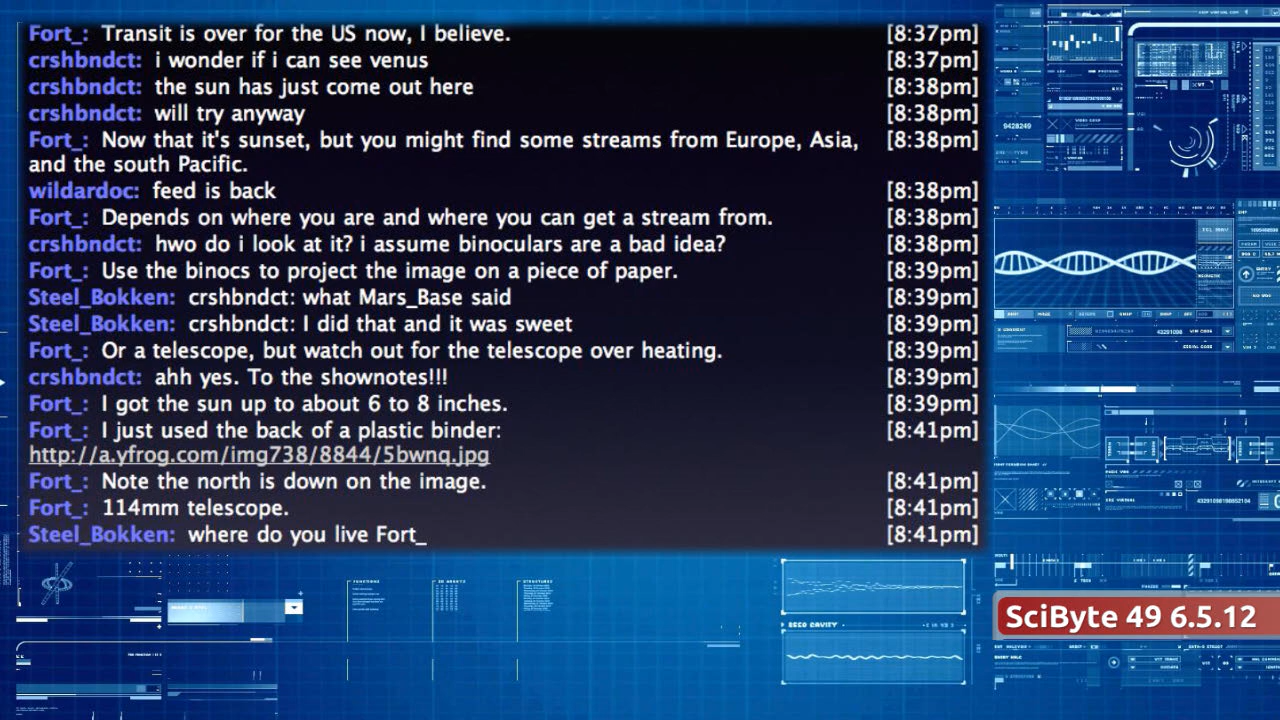 Fort_: Transit is over for the US now, I believe. [8:37pm]
crshbndct: i wonder if i can see venus [8:37pm]
crshbndct: the sun has just come out here [8:38pm]
crshbndct: will try anyway [8:38pm]
Fort_: Now that it's sunset, but you might find some streams from Europe, Asia, [8:38pm]
and the south Pacific.
wildardoc: feed is back [8:38pm]
Fort_: Depends on where you are and where you can get a stream from. [8:38pm]
crshbndct: hwo do i look at it? i assume binoculars are a bad idea? [8:38pm]
Fort_: Use the binocs to project the image on a piece of paper. [8:39pm]
Steel_Bokken: crshbndct: what Mars_Base said [8:39pm]
Steel_Bokken: crshbndct: I did that and it was sweet [8:39pm]
Fort_: Or a telescope, but watch out for the telescope over heating. [8:39pm]
crshbndct: ahh yes. To the shownotes!!! [8:39pm]
Fort_: I got the sun up to about 6 to 8 inches. [8:39pm]
Fort_: I just used the back of a plastic binder: [8:41pm]
http://a.yfrog.com/img738/8844/5bwnq.jpg
Fort_: Note the north is down on the image. [8:41pm]
Fort_: 114mm telescope. [8:41pm]
Steel_Bokken: where do you live Fort_ [8:41pm]
9428249
43291098
SciByte 49 6.5.12